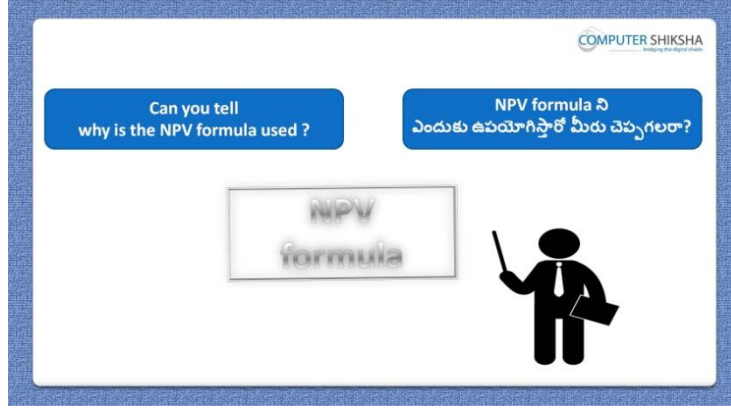 COMPUTER SHIKSHA
bridging the digital divide
Can you tell
why is the NPV formula used ?
NPV formula ని
ఎందుకు ఉపయోగిస్తారో మీరు చెప్పగలరా?
NPV
formula